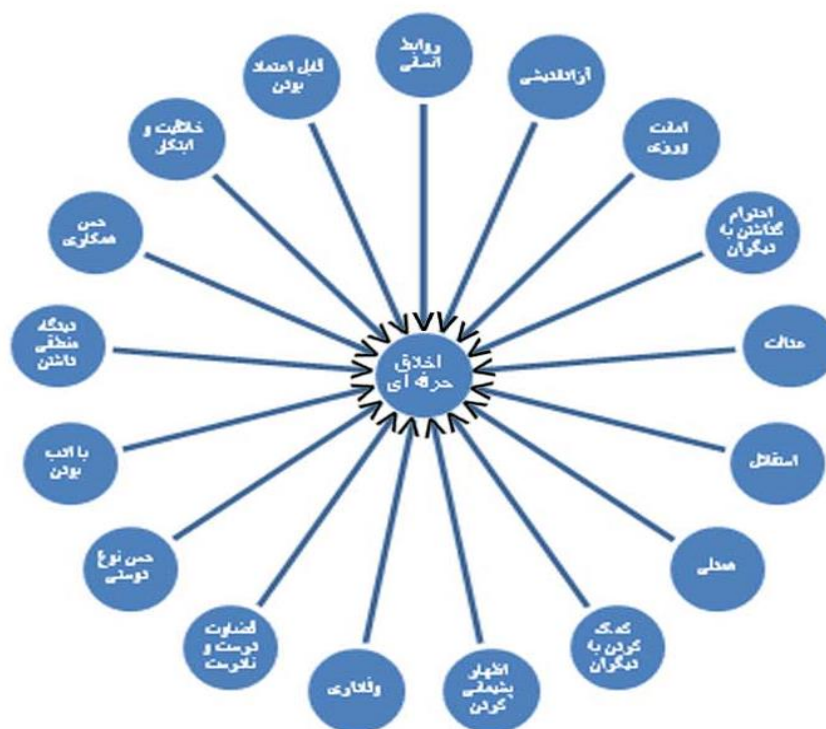 روابط
انسانی
آزاداندیشی
امانت
ورزی
احترام
گذاشتن به
دیگران
عدالت
استقلال
همدلی
کمک
کردن به
دیگران
اظهار
پشیمانی
کردن
وفاداری
قضاوت
درست و
نادرست
حس نوع
دوستی
با ادب
بودن
دیدگاه
منطقی
داشتن
حس
همکاری
خلاقیت و
ابتکار
قابل اعتماد
بودن
اخلاق
حرفه ای